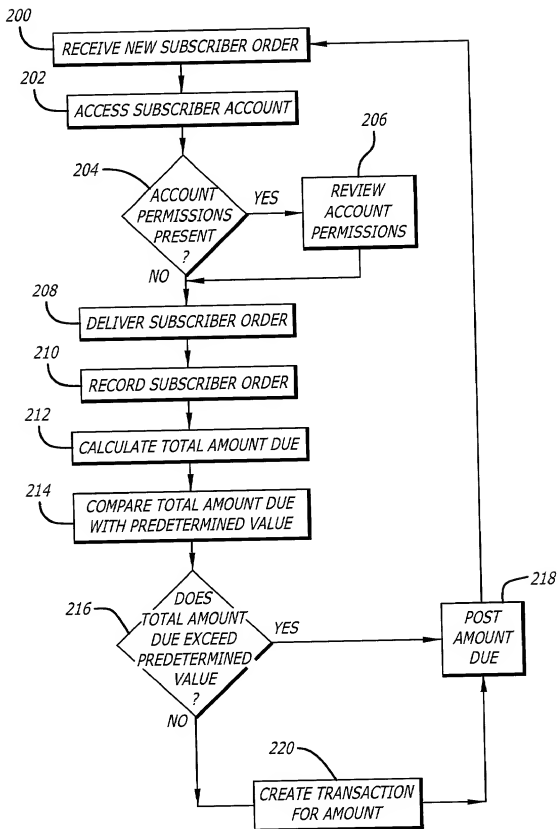 200
RECEIVE NEW SUBSCRIBER ORDER
202
ACCESS SUBSCRIBER ACCOUNT
204
ACCOUNT
PERMISSIONS
PRESENT
?
YES
NO
206
REVIEW
ACCOUNT
PERMISSIONS
208
DELIVER SUBSCRIBER ORDER
210
RECORD SUBSCRIBER ORDER
212
CALCULATE TOTAL AMOUNT DUE
214
COMPARE TOTAL AMOUNT DUE
WITH PREDETERMINED VALUE
216
DOES
TOTAL AMOUNT
DUE EXCEED
PREDETERMINED
VALUE
?
YES
NO
218
POST
AMOUNT
DUE
220
CREATE TRANSACTION
FOR AMOUNT